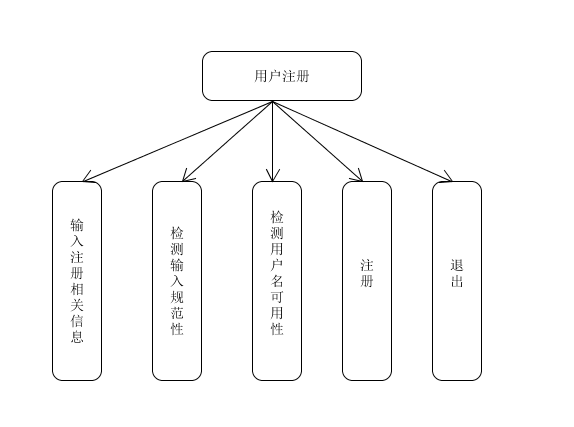 用户注册
输入注册相关信息
检测输入规范性
检测用户名可用性
注册
退出